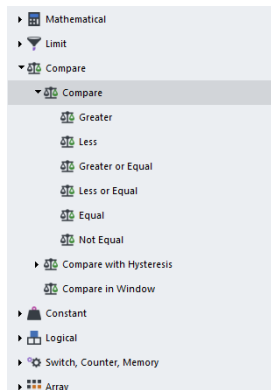 Mathematical
Limit
Compare
Compare
Greater
Less
Greater or Equal
Less or Equal
Equal
Not Equal
Compare with Hysteresis
Compare in Window
Constant
Logical
Switch, Counter, Memory
Array